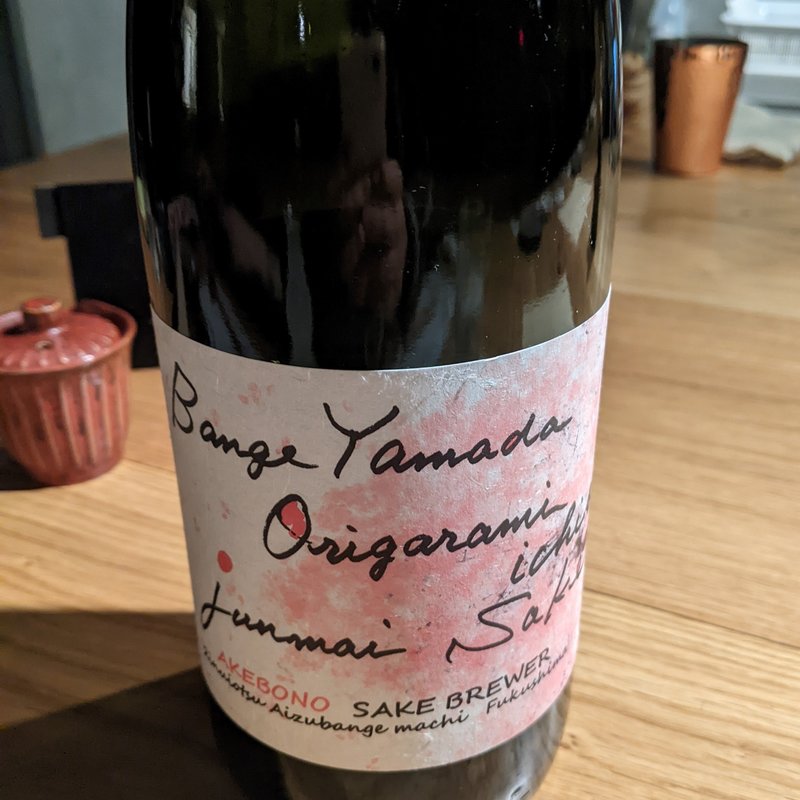 Bange Yamada
Origarami
Junmai Sake
AKEBONO SAKE BREWER
Aizubange machi Fukushima